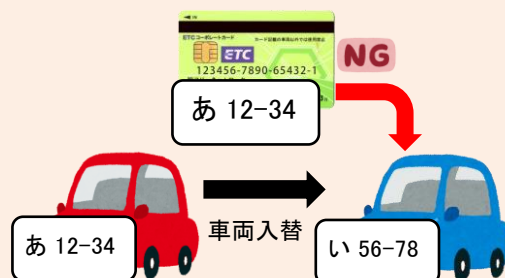 ETCコーポレートカード
カード記載の車両以外では使用禁止
ETC
NG
123456-7890-65432-1
あ 12-34
車両入替
あ 12-34
い 56-78